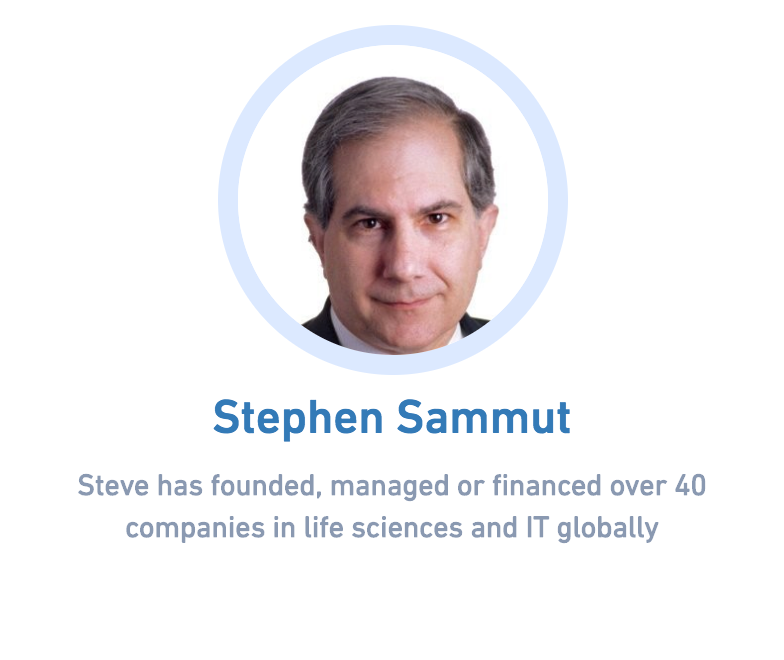 Stephen Sammut
Steve has founded, managed or financed over 40
companies in life sciences and IT globally